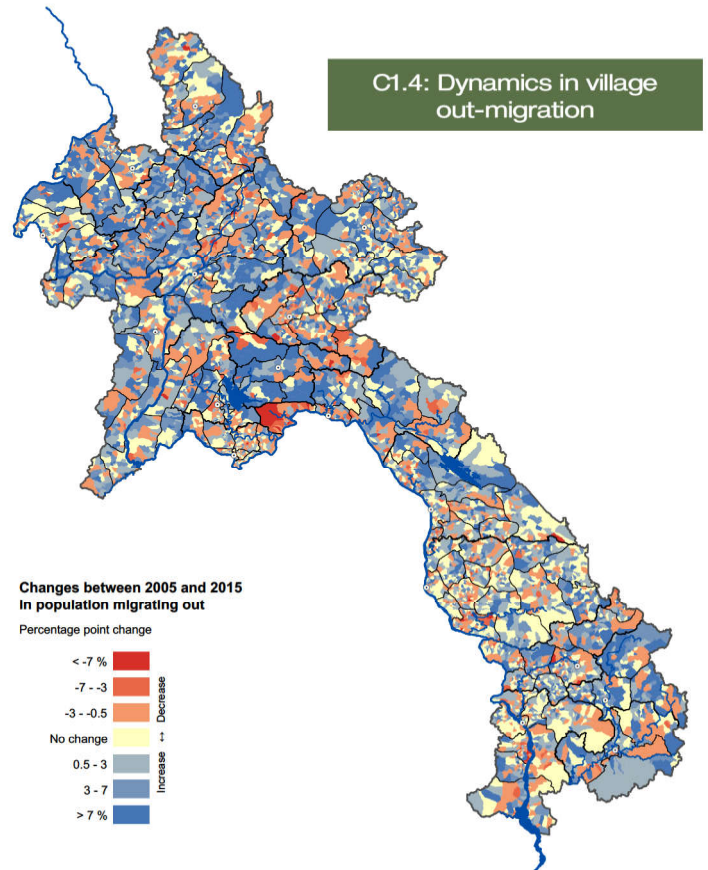 C1.4: Dynamics in village
out-migration
Changes between 2005 and 2015
in population migrating out
Percentage point change
< -7 %
-7 - -3
-3 - -0.5
No change
0.5 - 3
3 - 7
> 7 %
Decrease
↔
Increase